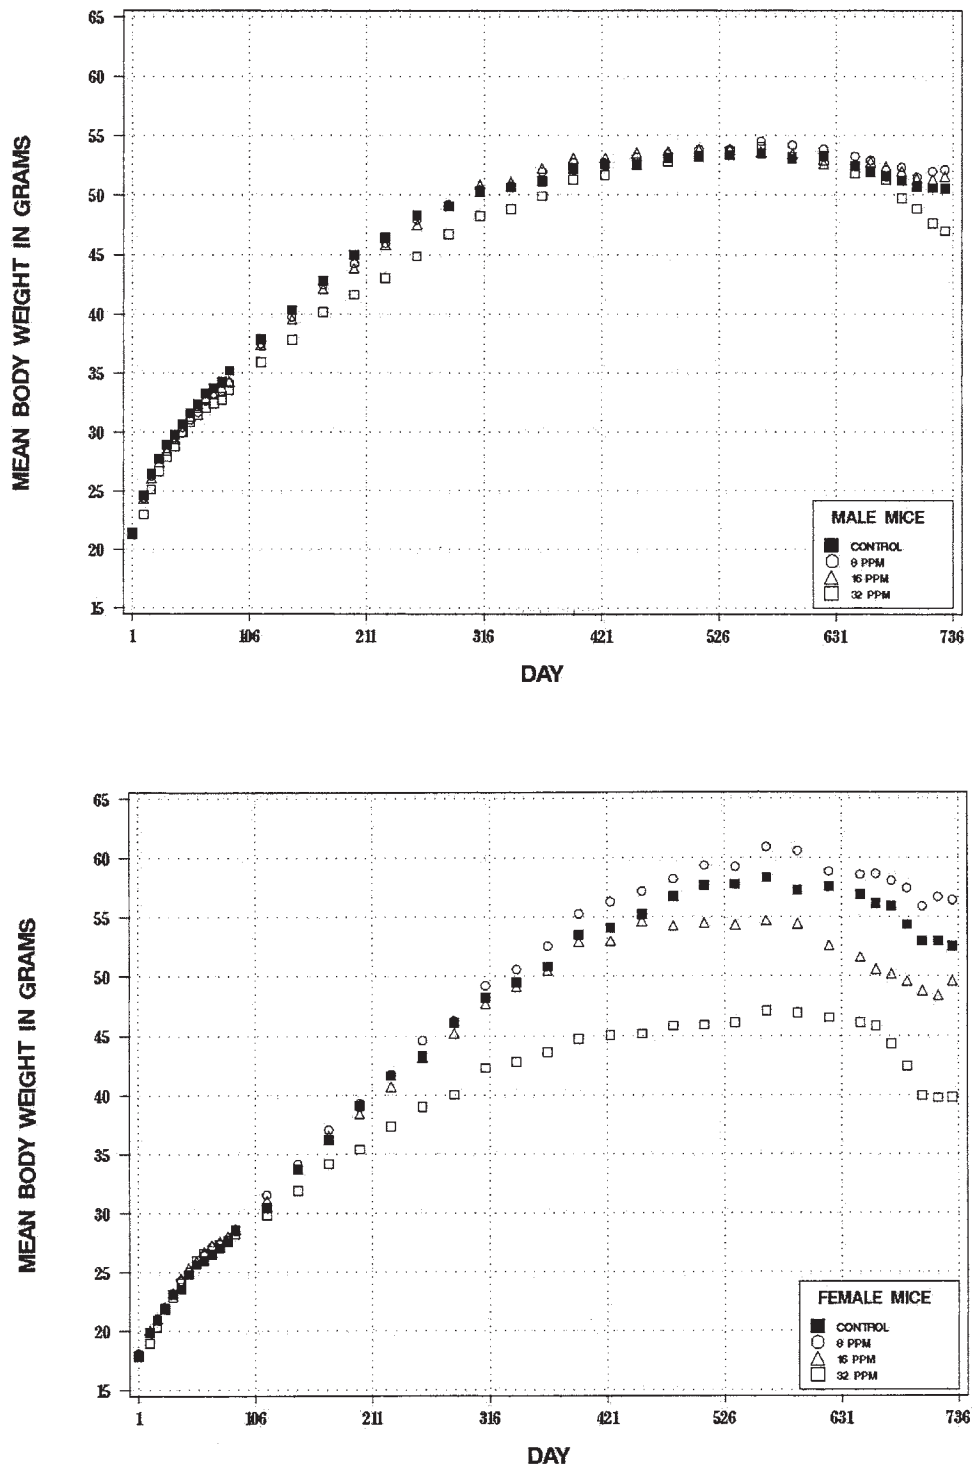 65
60
55
50
45
40
35
30
25
20
15
MEAN BODY WEIGHT IN GRAMS
MALE MICE
CONTROL
8 PPM
16 PPM
32 PPM
1 106 211 316 421 526 631 736
DAY
65
60
55
50
45
40
35
30
25
20
15
MEAN BODY WEIGHT IN GRAMS
FEMALE MICE
CONTROL
8 PPM
16 PPM
32 PPM
1 106 211 316 421 526 631 736
DAY